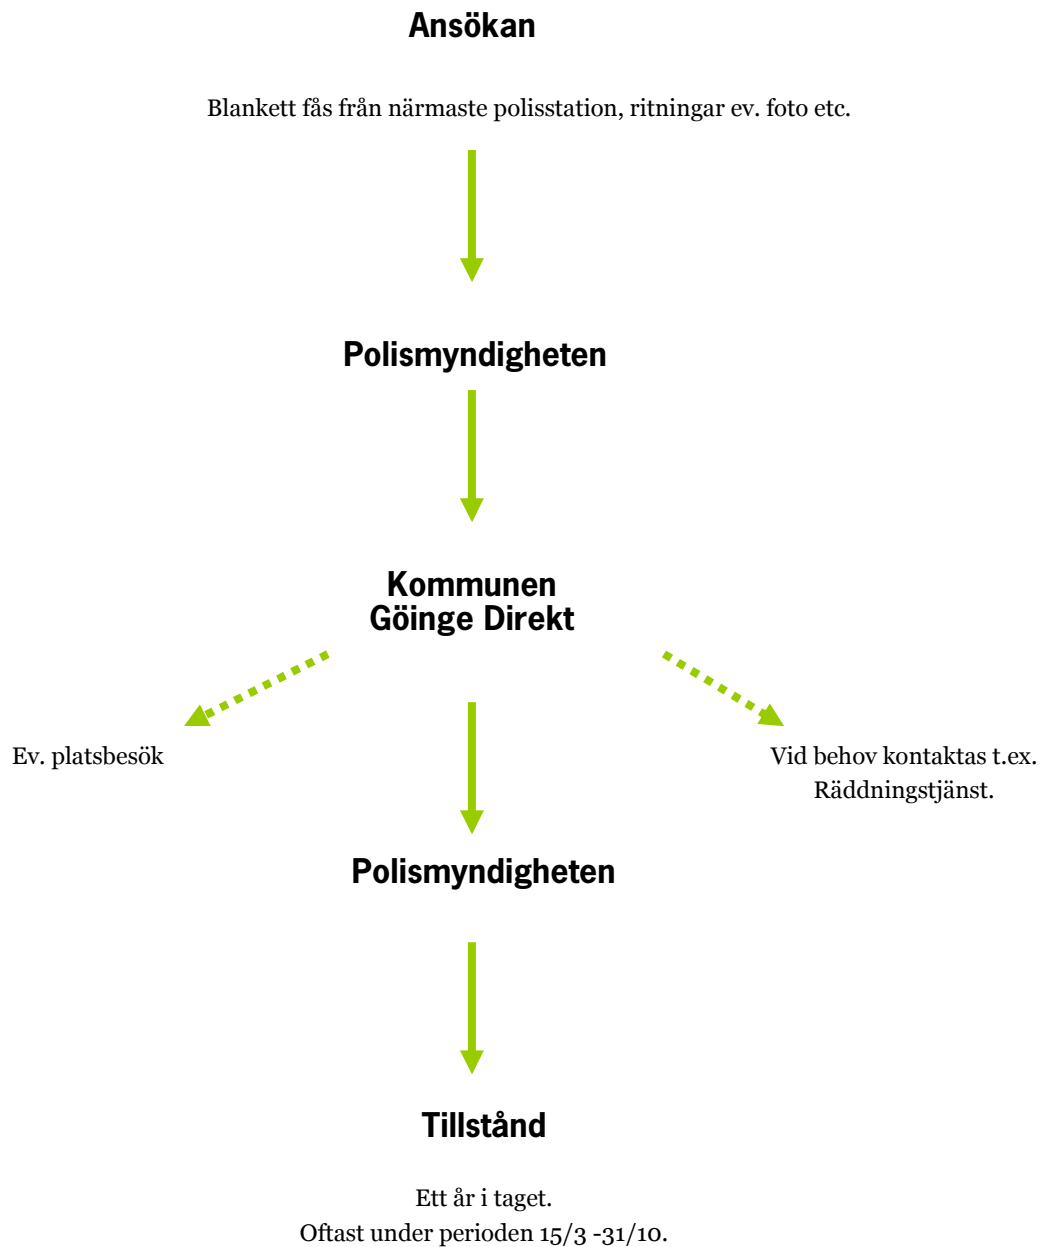 Ansökan
Blankett fås från närmaste polisstation, ritningar ev. foto etc.
Polismyndigheten
Kommunen
Göinge Direkt
Ev. platsbesök
Vid behov kontaktas t.ex.
Räddningstjänst.
Polismyndigheten
Tillstånd
Ett år i taget.
Oftast under perioden 15/3 -31/10.